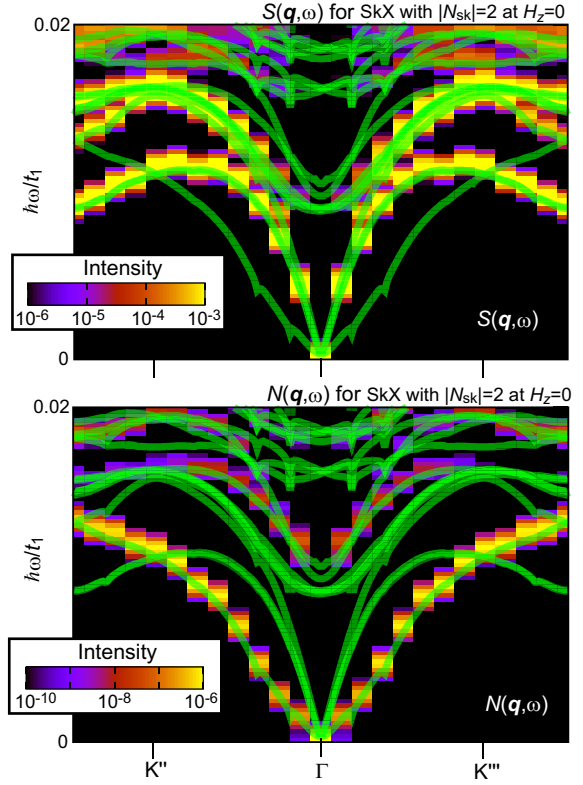 S(q,ω) for SkX with |Nsk|=2 at Hz=0
0.02
ħω/t1
Intensity
10-6 10-5 10-4 10-3
S(q,ω)
0
N(q,ω) for SkX with |Nsk|=2 at Hz=0
0.02
ħω/t1
Intensity
10-10 10-8 10-6
N(q,ω)
0
K'' Γ K'''